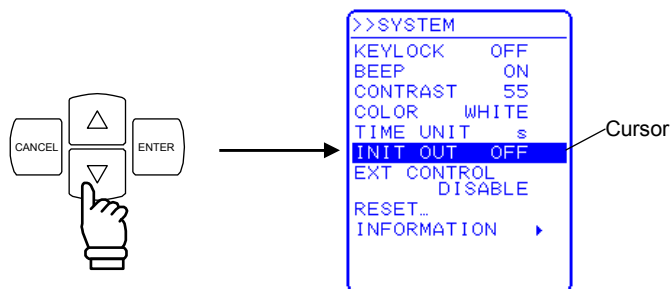 CANCEL
ENTER
>>SYSTEM
KEYLOCK OFF
BEEP ON
CONTRAST 55
COLOR WHITE
TIME UNIT s
INIT OUT OFF
EXT CONTROL
DISABLE
RESET…
INFORMATION
Cursor